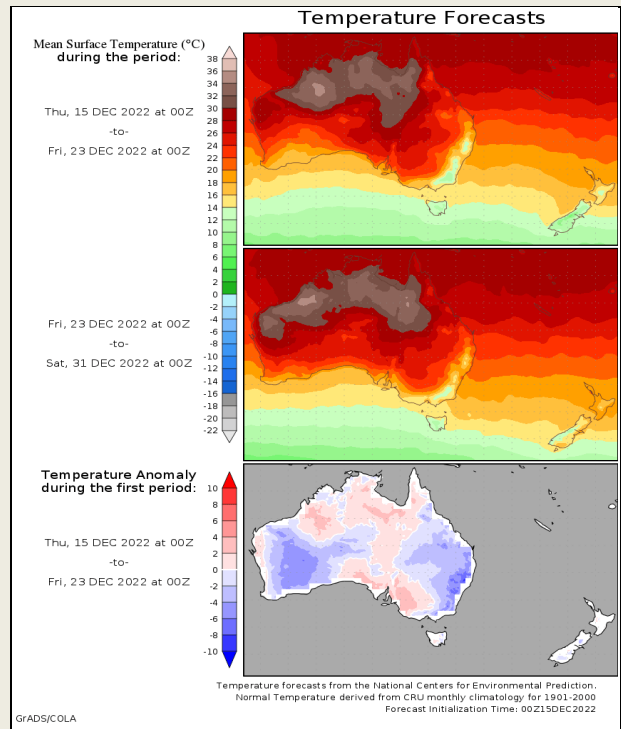 Temperature Forecasts
Mean Surface Temperature (°C)
during the period:
Thu, 15 DEC 2022 at 00Z
-to-
Fri, 23 DEC 2022 at 00Z
38
36
34
32
30
28
26
24
22
20
18
16
14
12
10
8
6
4
2
0
-2
-4
-6
-8
-10
-12
-14
-16
-18
-20
-22
Fri, 23 DEC 2022 at 00Z
-to-
Sat, 31 DEC 2022 at 00Z
Temperature Anomaly
during the first period:
Thu, 15 DEC 2022 at 00Z
-to-
Fri, 23 DEC 2022 at 00Z
10
8
6
4
2
0
-2
-4
-6
-8
-10
Temperature forecasts from the National Centers for Environmental Prediction.
Normal Temperature derived from CRU monthly climatology for 1901-2000
Forecast Initialization Time: 00Z15DEC2022
GrADS/COLA